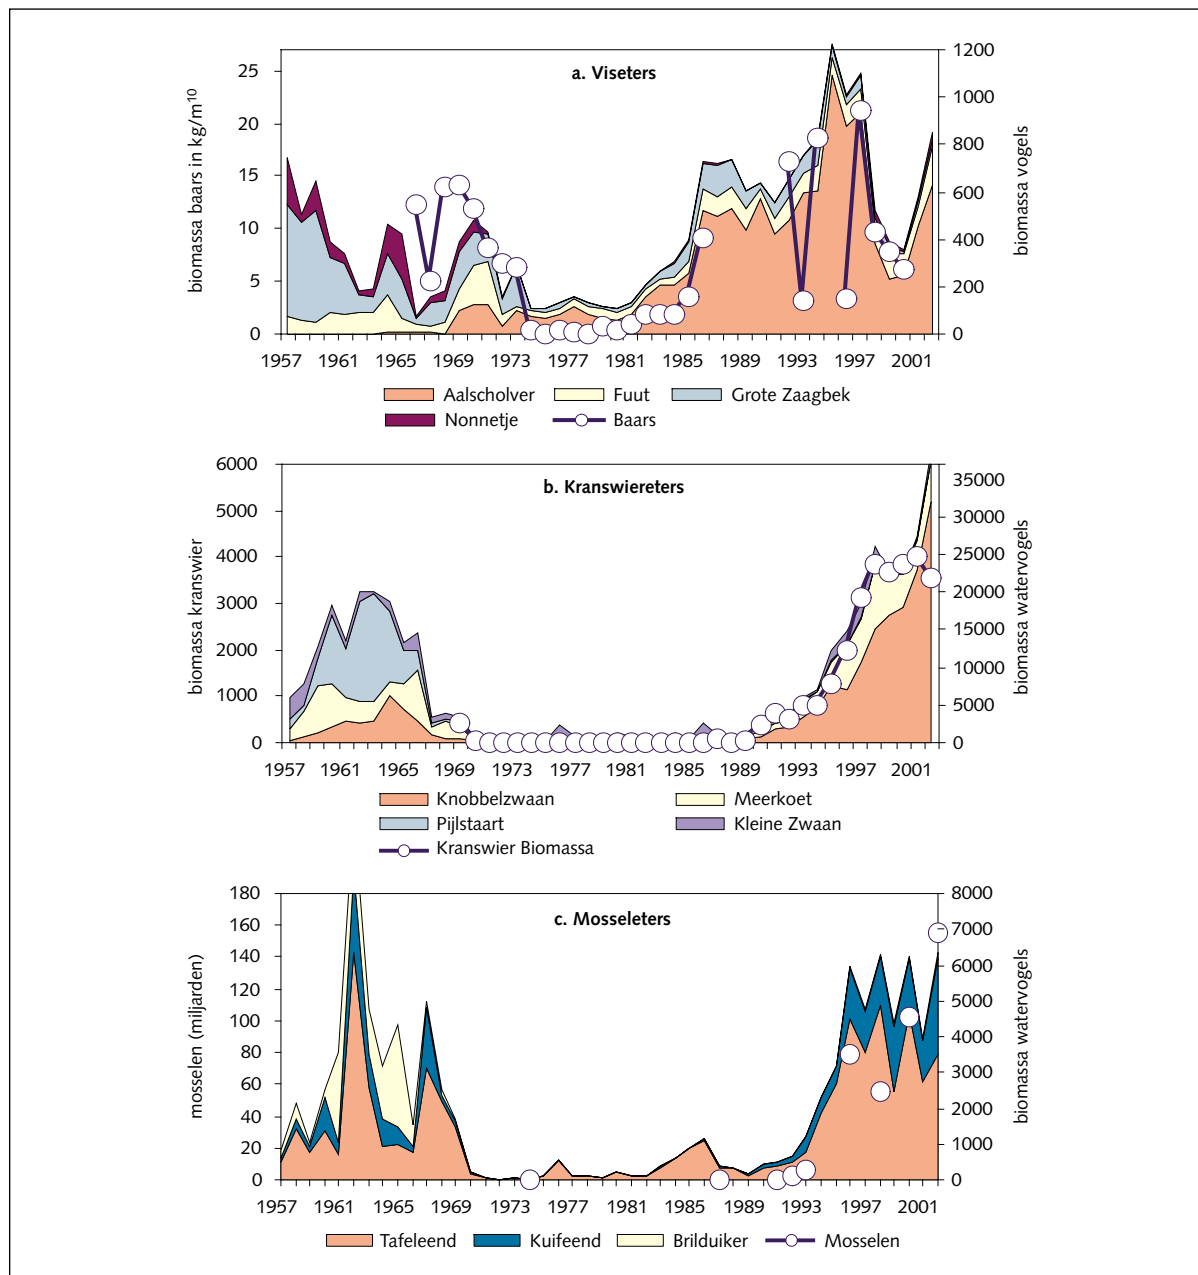 a. Viseters
biomassa baars in kg/m¹⁰
25
20
15
10
5
0
1200
1000
800
600
400
200
0
biomassa vogels
1957 1961 1965 1969 1973 1977 1981 1985 1989 1993 1997 2001
Aalscholver Fuut Grote Zaagbek
Nonnetje Baars
b. Kranswiereters
biomassa kranswier
6000
5000
4000
3000
2000
1000
0
35000
30000
25000
20000
15000
10000
5000
0
biomassa watervogels
1957 1961 1965 1969 1973 1977 1981 1985 1989 1993 1997 2001
Knobbelzwaan Meerkoet
Pijlstaart Kleine Zwaan
Kranswier Biomassa
c. Mosseleters
mosselen (miljarden)
180
160
140
120
100
80
60
40
20
0
8000
7000
6000
5000
4000
3000
2000
1000
0
biomassa watervogels
1957 1961 1965 1969 1973 1977 1981 1985 1989 1993 1997 2001
Tafeleend Kuifeend Brilduiker Mosselen